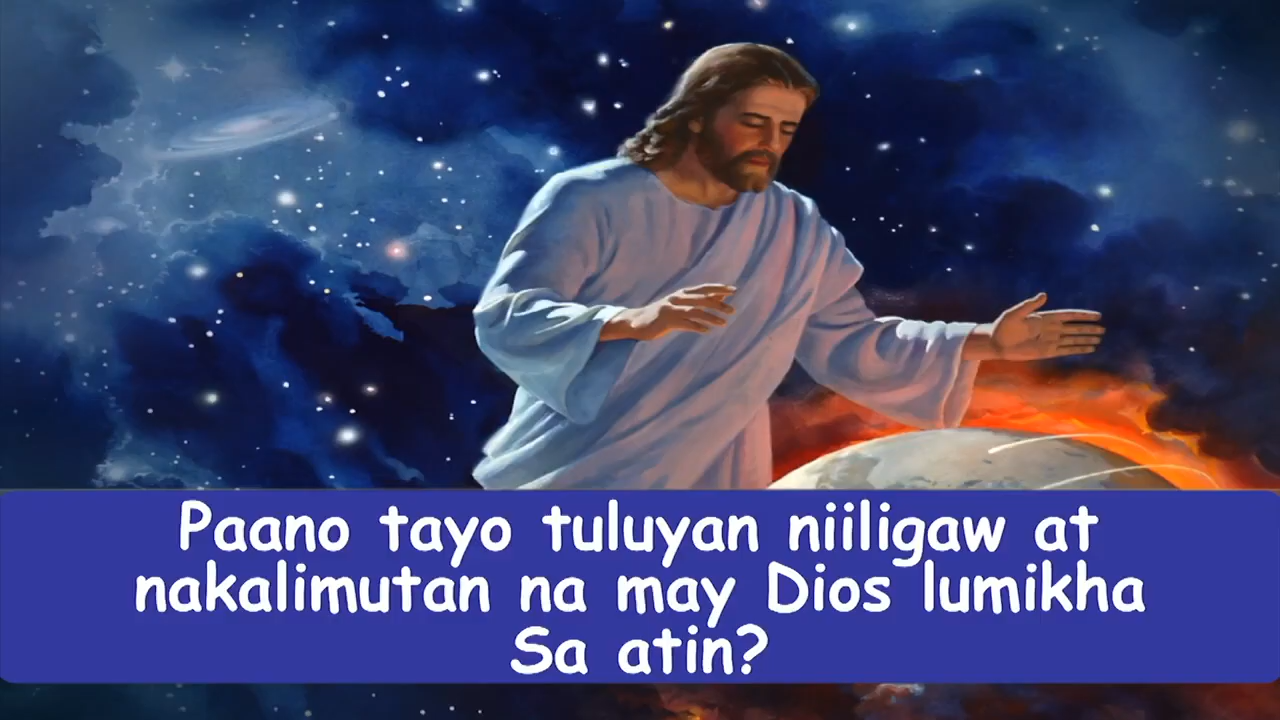 Paano tayo tuluyan niiligaw at
nakalimutan na may Dios lumikha
Sa atin?